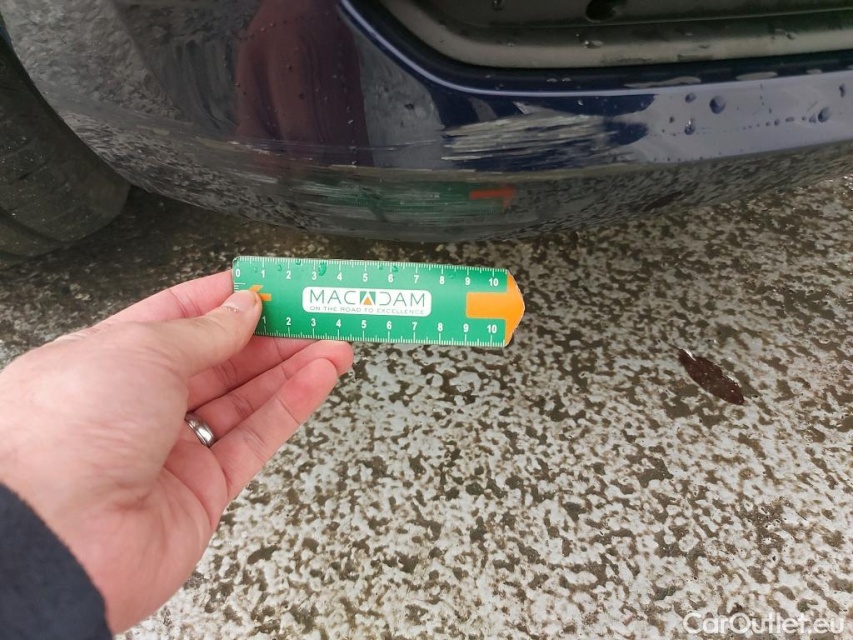 0 1 2 3 4 5 6 7 8 9 10
MACADAM
ON THE ROAD TO EXCELLENCE
2 3 4 5 6 7 8 9 10
CarOutlet.eu